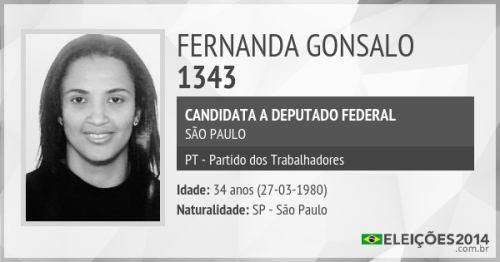 FERNANDA GONSALO
1343
CANDIDATA A DEPUTADO FEDERAL
SÃO PAULO
PT - Partido dos Trabalhadores
Idade: 34 anos (27-03-1980)
Naturalidade: SP - São Paulo
ELEIÇÕES2014
.com.br